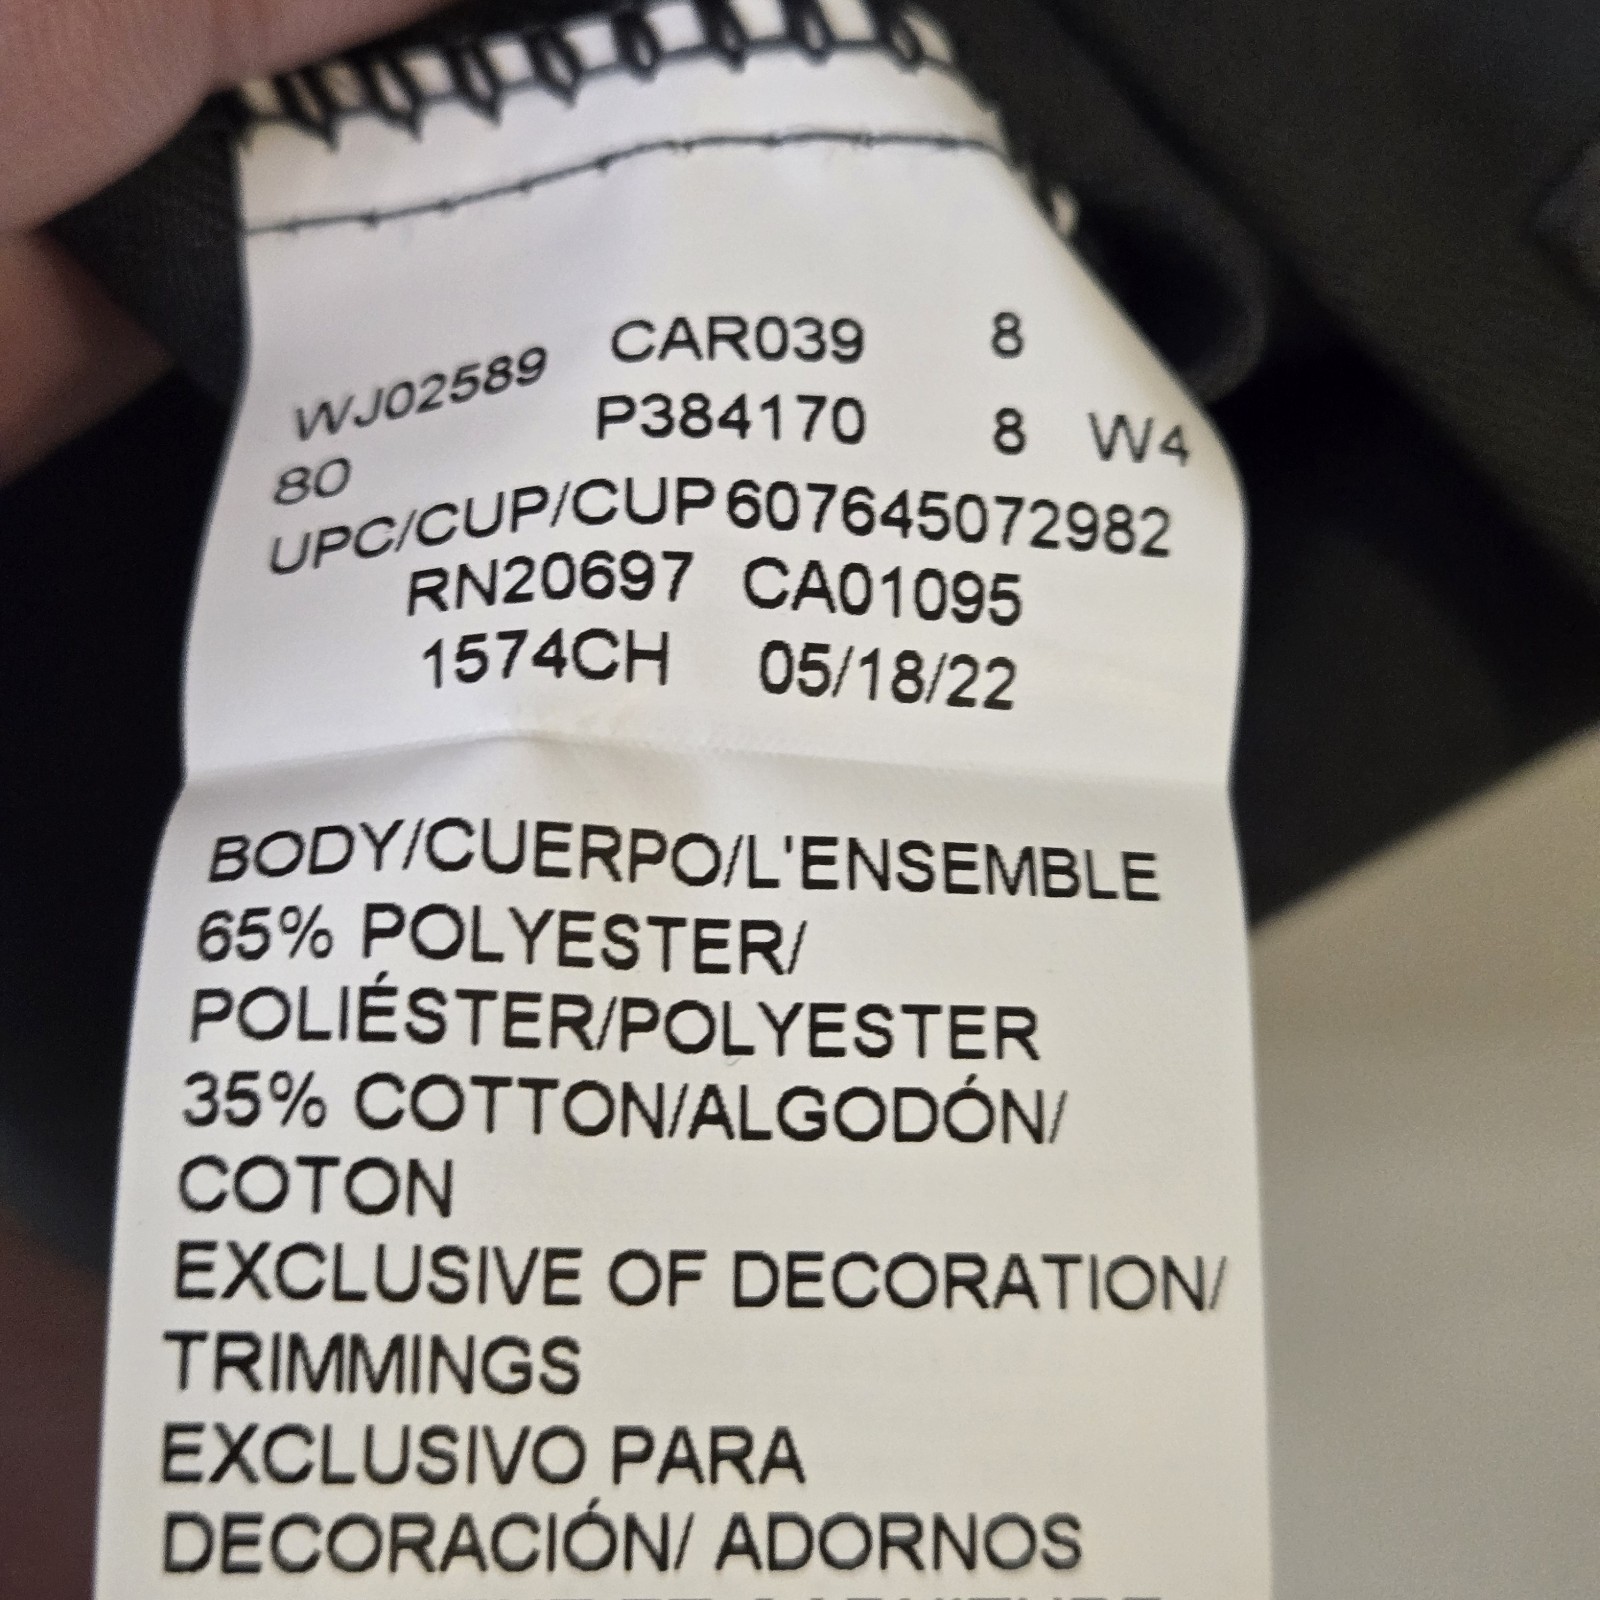 CAR039 8
WJ02589 P384170 8 W4
80
UPC/CUP/CUP 607645072982
RN20697 CA01095
1574CH 05/18/22
BODY/CUERPO/L'ENSEMBLE
65% POLYESTER/
POLIÉSTER/POLYESTER
35% COTTON/ALGODÓN/
COTON
EXCLUSIVE OF DECORATION/
TRIMMINGS
EXCLUSIVO PARA
DECORACIÓN/ ADORNOS